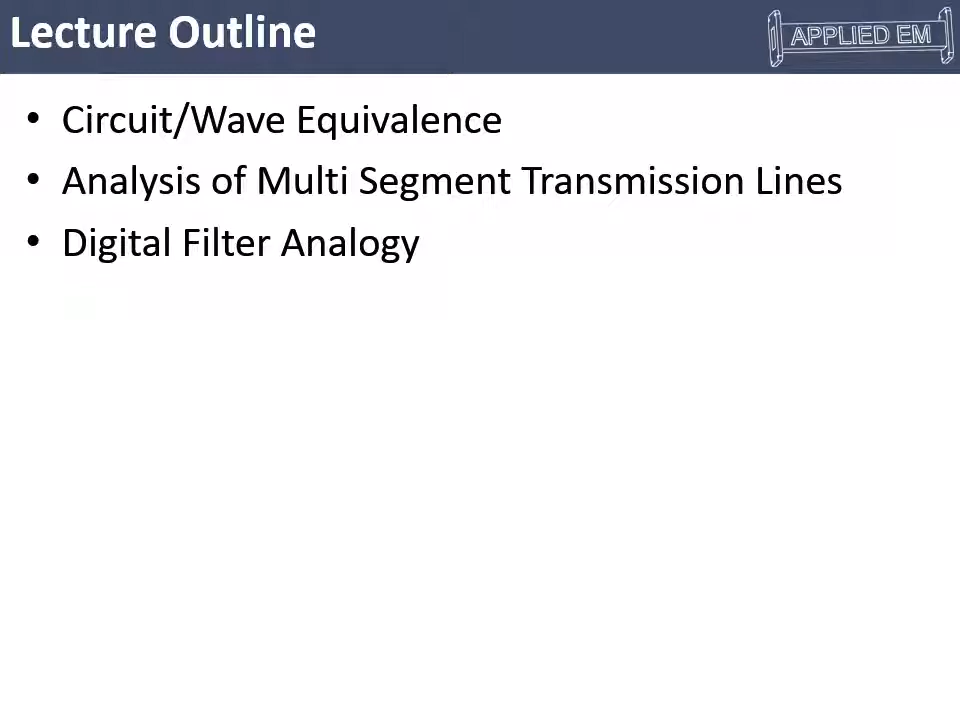 Lecture Outline
APPLIED EM
• Circuit/Wave Equivalence
• Analysis of Multi Segment Transmission Lines
• Digital Filter Analogy